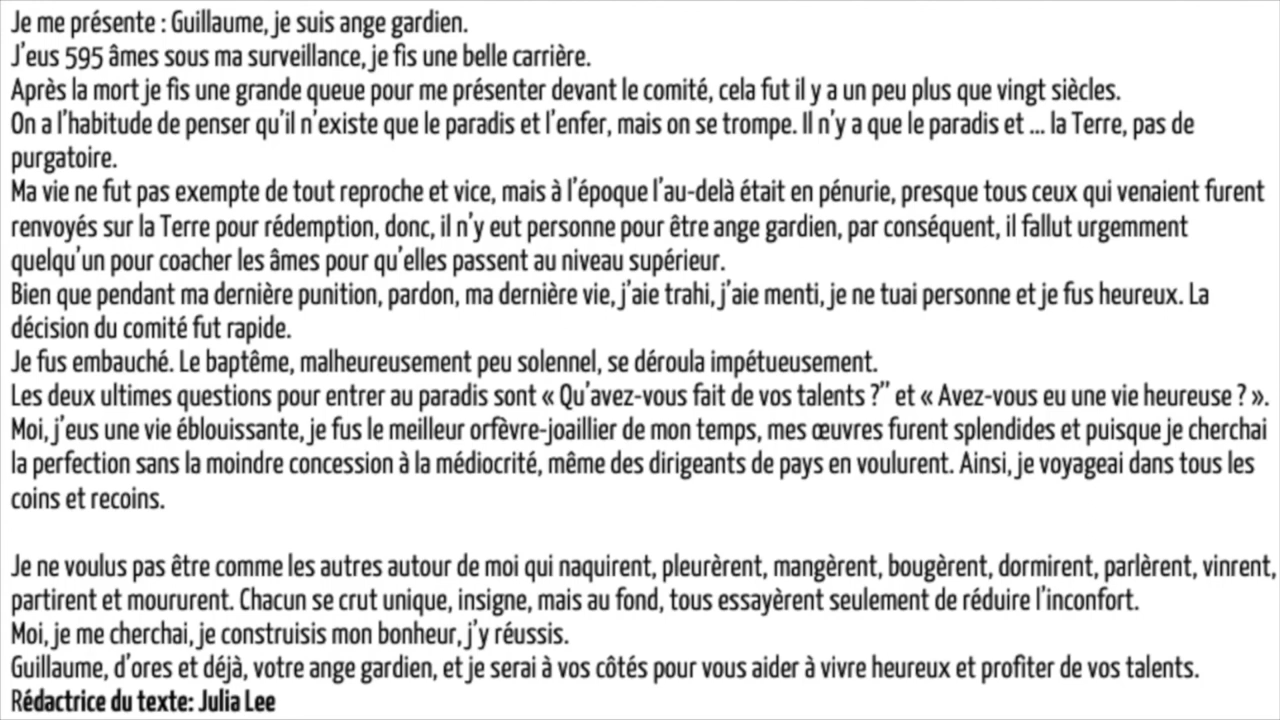 Je me présente : Guillaume, je suis ange gardien.
J’eus 595 âmes sous ma surveillance, je fis une belle carrière.
Après la mort je fis une grande queue pour me présenter devant le comité, cela fut il y a un peu plus que vingt siècles.
On a l’habitude de penser qu’il n’existe que le paradis et l’enfer, mais on se trompe. Il n’y a que le paradis et ... la Terre, pas de
purgatoire.
Ma vie ne fut pas exempte de tout reproche et vice, mais à l’époque l’au-delà était en pénurie, presque tous ceux qui venaient furent
renvoyés sur la Terre pour rédemption, donc, il n’y eut personne pour être ange gardien, par conséquent, il fallut urgemment
quelqu’un pour coacher les âmes pour qu’elles passent au niveau supérieur.
Bien que pendant ma dernière punition, pardon, ma dernière vie, j’aie trahi, j’aie menti, je ne tuai personne et je fus heureux. La
décision du comité fut rapide.
Je fus embauché. Le baptême, malheureusement peu solennel, se déroula impétueusement.
Les deux ultimes questions pour entrer au paradis sont « Qu’avez-vous fait de vos talents ?” et « Avez-vous eu une vie heureuse ? ».
Moi, j’eus une vie éblouissante, je fus le meilleur orfèvre-joaillier de mon temps, mes œuvres furent splendides et puisque je cherchai
la perfection sans la moindre concession à la médiocrité, même des dirigeants de pays en voulurent. Ainsi, je voyageai dans tous les
coins et recoins.
Je ne voulus pas être comme les autres autour de moi qui naquirent, pleurèrent, mangèrent, bougèrent, dormirent, parlèrent, vinrent,
partirent et moururent. Chacun se crut unique, insigne, mais au fond, tous essayèrent seulement de réduire l’inconfort.
Moi, je me cherchai, je construisis mon bonheur, j’y réussis.
Guillaume, d’ores et déjà, votre ange gardien, et je serai à vos côtés pour vous aider à vivre heureux et profiter de vos talents.
Rédactrice du texte: Julia Lee